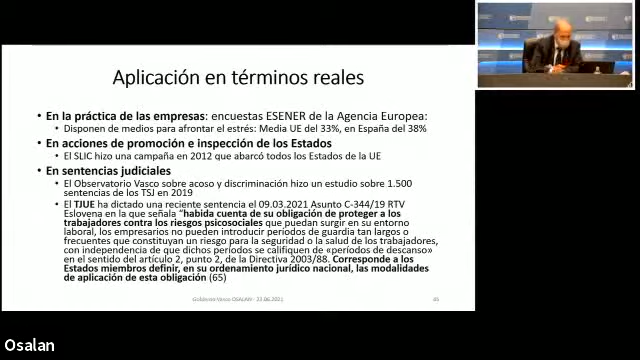 Aplicación en términos reales
• En la práctica de las empresas: encuestas ESENER de la Agencia Europea:
• Disponen de medios para afrontar el estrés: Media UE del 33%, en España del 38%
• En acciones de promoción e inspección de los Estados
• El SLIC hizo una campaña en 2012 que abarcó todos los Estados de la UE
• En sentencias judiciales
• El Observatorio Vasco sobre acoso y discriminación hizo un estudio sobre 1.500
sentencias de los TSJ en 2019
• El TJUE ha dictado una reciente sentencia el 09.03.2021 Asunto C-344/19 RTV
Eslovena en la que señala “habida cuenta de su obligación de proteger a los
trabajadores contra los riesgos psicosociales que puedan surgir en su entorno
laboral, los empresarios no pueden introducir períodos de guardia tan largos o
frecuentes que constituyan un riesgo para la seguridad o la salud de los trabajadores,
con independencia de que dichos períodos se califiquen de «períodos de descanso»
en el sentido del artículo 2, punto 2, de la Directiva 2003/88. Corresponde a los
Estados miembros definir, en su ordenamiento jurídico nacional, las modalidades
de aplicación de esta obligación (65)
Gobierno Vasco OSALAN - 23.06.2021
Osalan